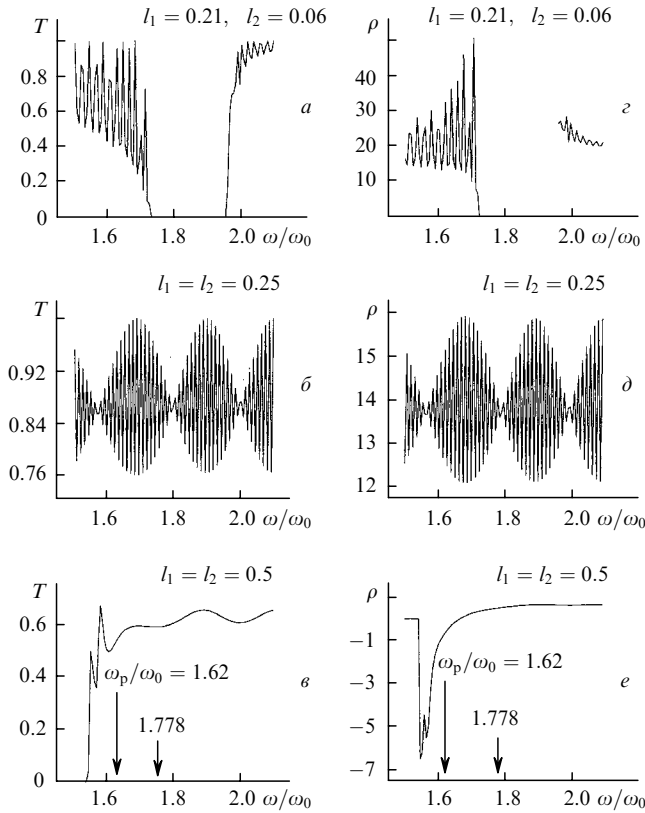 l₁ = 0.21, l₂ = 0.06
T
0.8
0.6
0.4
0.2
0
1.6
1.8
2.0
ω/ω₀
а
l₁ = 0.21, l₂ = 0.06
ρ
40
30
20
10
1.6
1.8
2.0
ω/ω₀
г
l₁ = l₂ = 0.25
T
0.92
0.84
0.76
1.6
1.8
2.0
ω/ω₀
б
l₁ = l₂ = 0.25
ρ
15
14
13
12
1.6
1.8
2.0
ω/ω₀
д
l₁ = l₂ = 0.5
T
0.6
0.4
0.2
0
ωₚ/ω₀ = 1.62
1.778
1.6
1.8
2.0
ω/ω₀
в
l₁ = l₂ = 0.5
ρ
−1
−3
−5
−7
ωₚ/ω₀ = 1.62
1.778
1.6
1.8
2.0
ω/ω₀
е